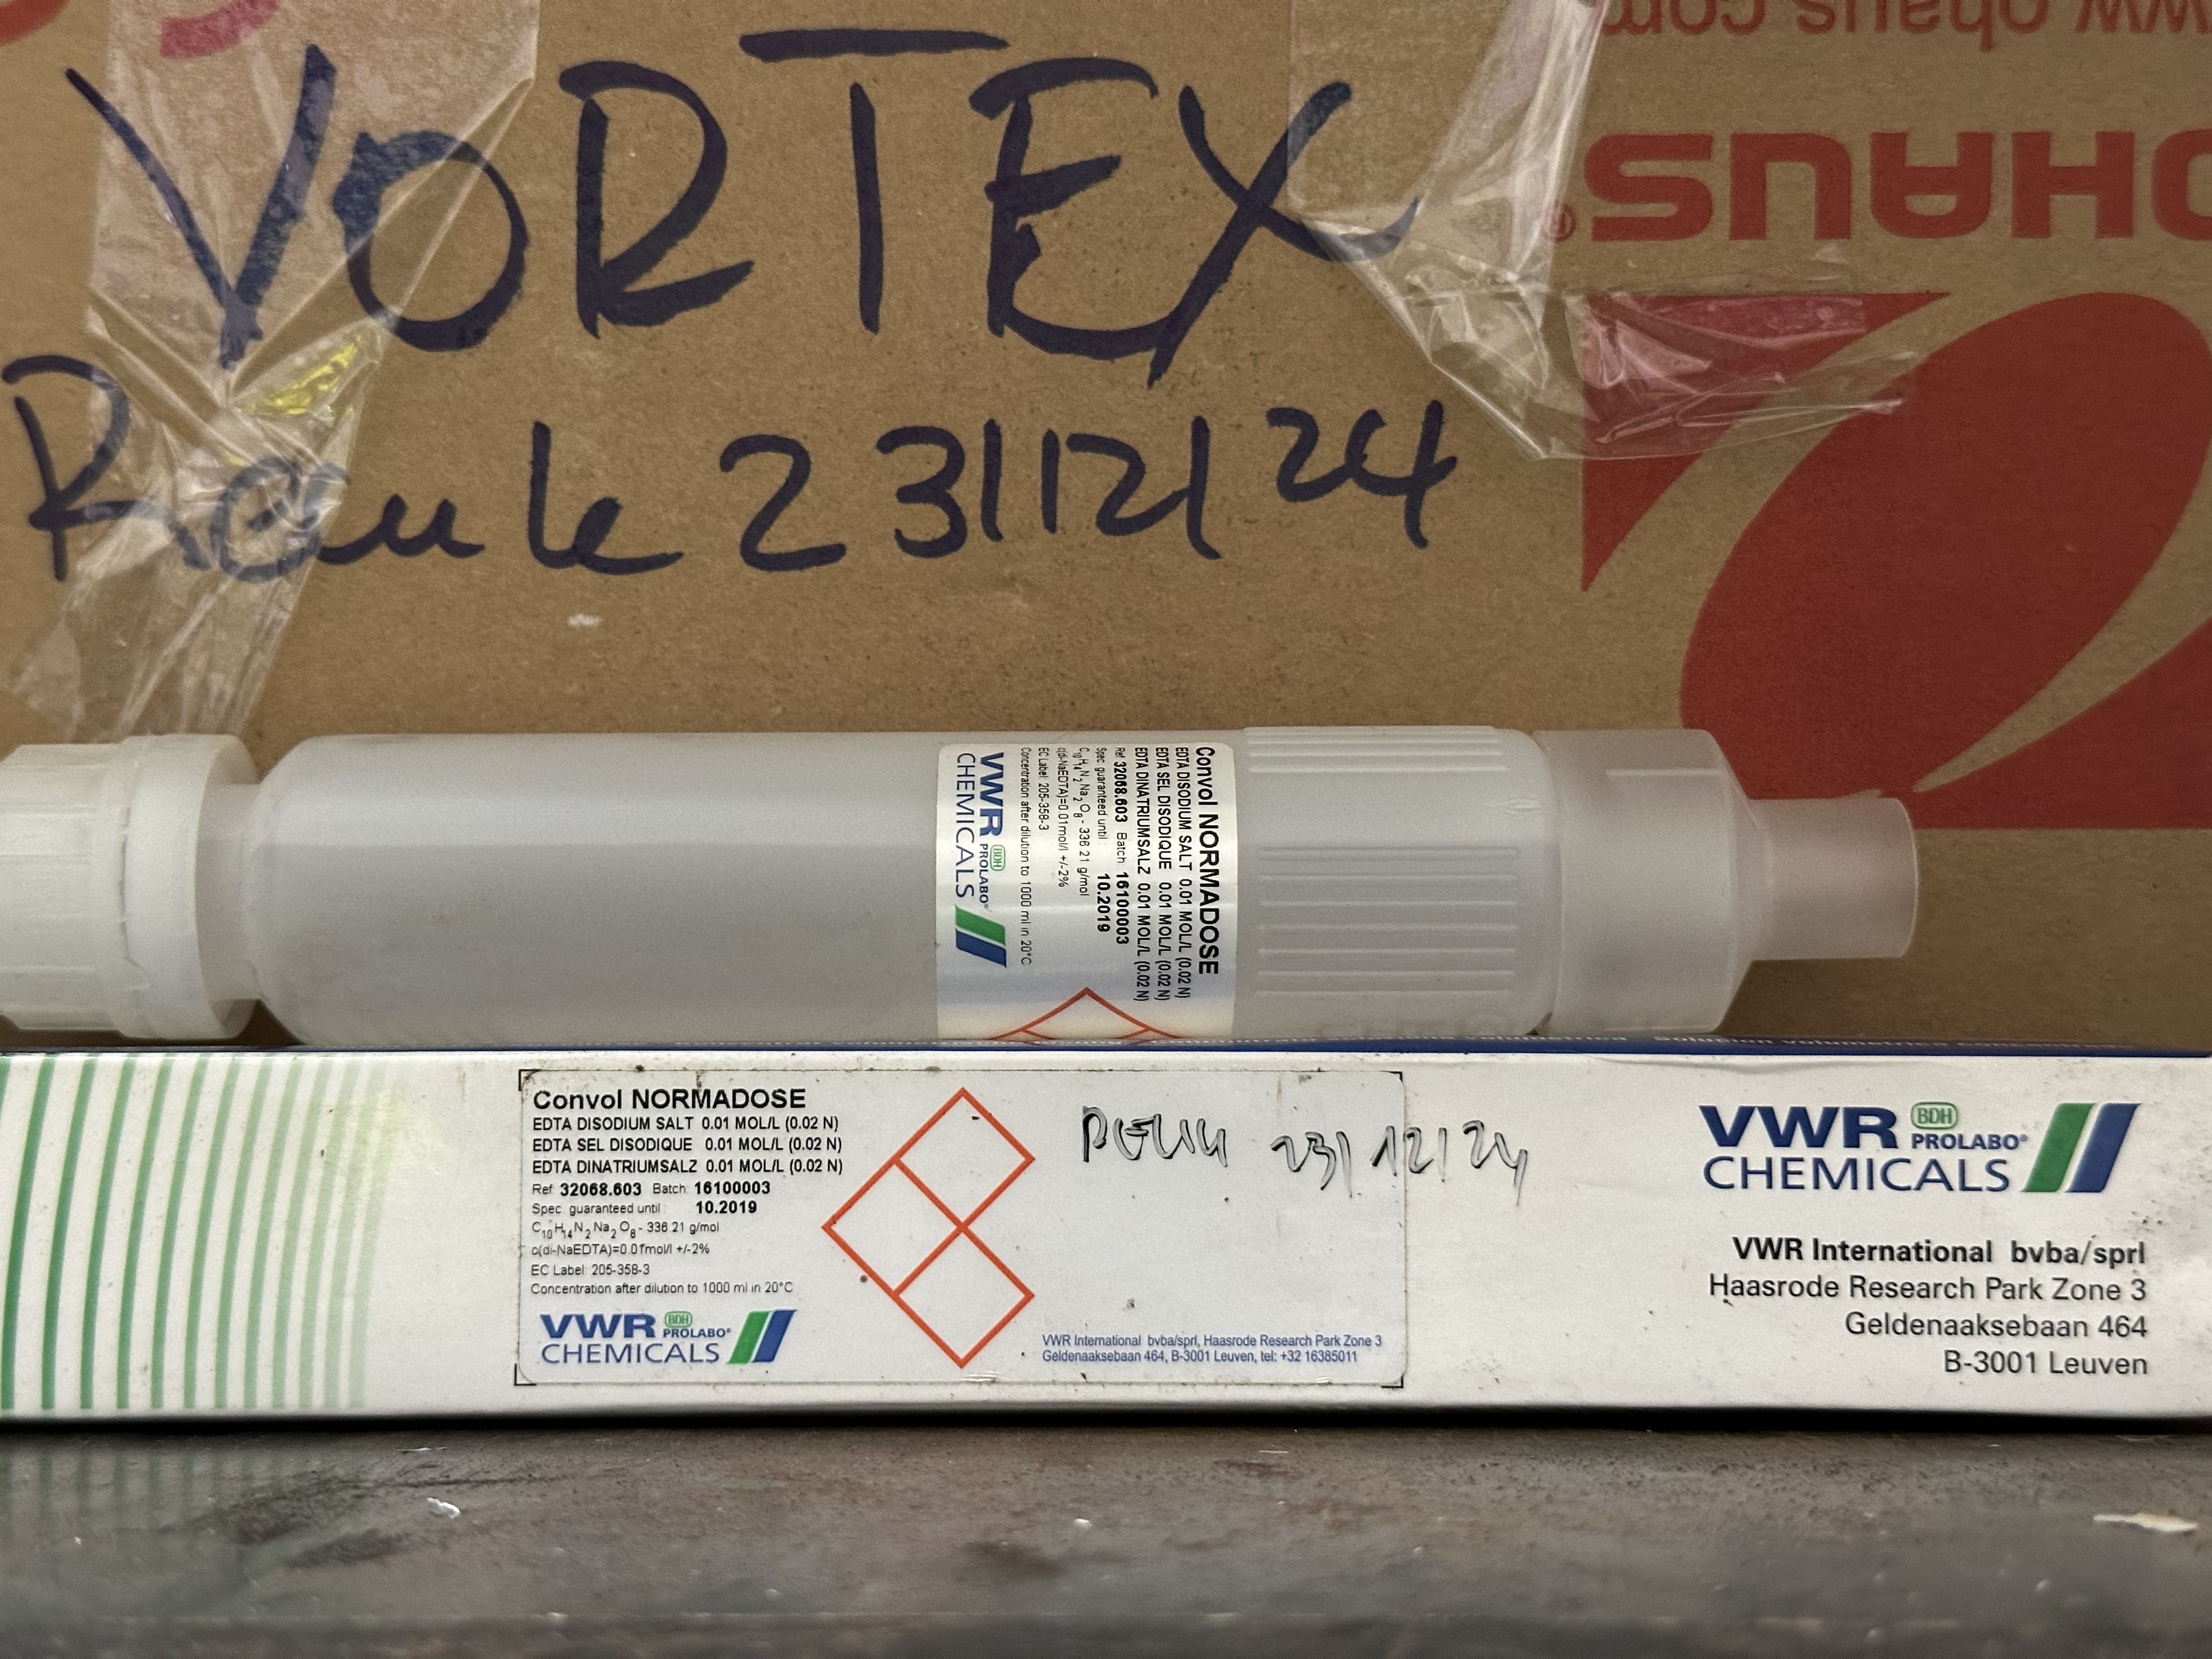 www.ohaus.com
OHAUS®
VORTEX
Reçu le 23/12/24
Convol NORMADOSE
EDTA DISODIUM SALT 0.01 MOL/L (0.02 N)
EDTA SEL DISODIQUE 0.01 MOL/L (0.02 N)
EDTA DINATRIUMSALZ 0.01 MOL/L (0.02 N)
Ref. 32068.603 Batch: 16100003
Spec. guaranteed until : 10.2019
C10H14N2Na2O8 - 336.21 g/mol
c(di-NaEDTA)=0.01mol/l +/-2%
EC Label: 205-358-3
Concentration after dilution to 1000 ml in 20°C
VWR BDH PROLABO®
CHEMICALS
Convol NORMADOSE
EDTA DISODIUM SALT 0.01 MOL/L (0.02 N)
EDTA SEL DISODIQUE 0.01 MOL/L (0.02 N)
EDTA DINATRIUMSALZ 0.01 MOL/L (0.02 N)
Ref. 32068.603 Batch: 16100003
Spec. guaranteed until : 10.2019
C10H14N2Na2O8 - 336.21 g/mol
c(di-NaEDTA)=0.01mol/l +/-2%
EC Label: 205-358-3
Concentration after dilution to 1000 ml in 20°C
VWR BDH PROLABO®
CHEMICALS
23/12/24
VWR International bvba/sprl, Haasrode Research Park Zone 3
Geldenaaksebaan 464, B-3001 Leuven, tel: +32 16385011
VWR BDH PROLABO®
CHEMICALS
VWR International bvba/sprl
Haasrode Research Park Zone 3
Geldenaaksebaan 464
B-3001 Leuven